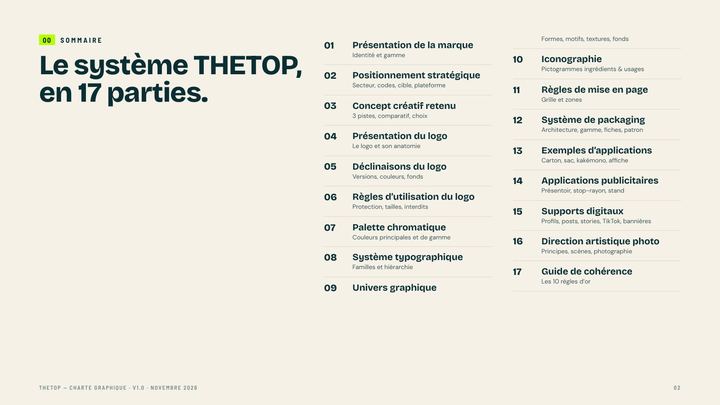 00 SOMMAIRE
Le système THETOP,
en 17 parties.
01 Présentation de la marque
Identité et gamme
02 Positionnement stratégique
Secteur, codes, cible, plateforme
03 Concept créatif retenu
3 pistes, comparatif, choix
04 Présentation du logo
Le logo et son anatomie
05 Déclinaisons du logo
Versions, couleurs, fonds
06 Règles d'utilisation du logo
Protection, tailles, interdits
07 Palette chromatique
Couleurs principales et de gamme
08 Système typographique
Familles et hiérarchie
09 Univers graphique
Formes, motifs, textures, fonds
10 Iconographie
Pictogrammes ingrédients & usages
11 Règles de mise en page
Grille et zones
12 Système de packaging
Architecture, gamme, fiches, patron
13 Exemples d'applications
Carton, sac, kakémono, affiche
14 Applications publicitaires
Présentoir, stop-rayon, stand
15 Supports digitaux
Profils, posts, stories, TikTok, bannières
16 Direction artistique photo
Principes, scènes, photographie
17 Guide de cohérence
Les 10 règles d'or
THETOP — CHARTE GRAPHIQUE · V1.0 · NOVEMBRE 2026
02